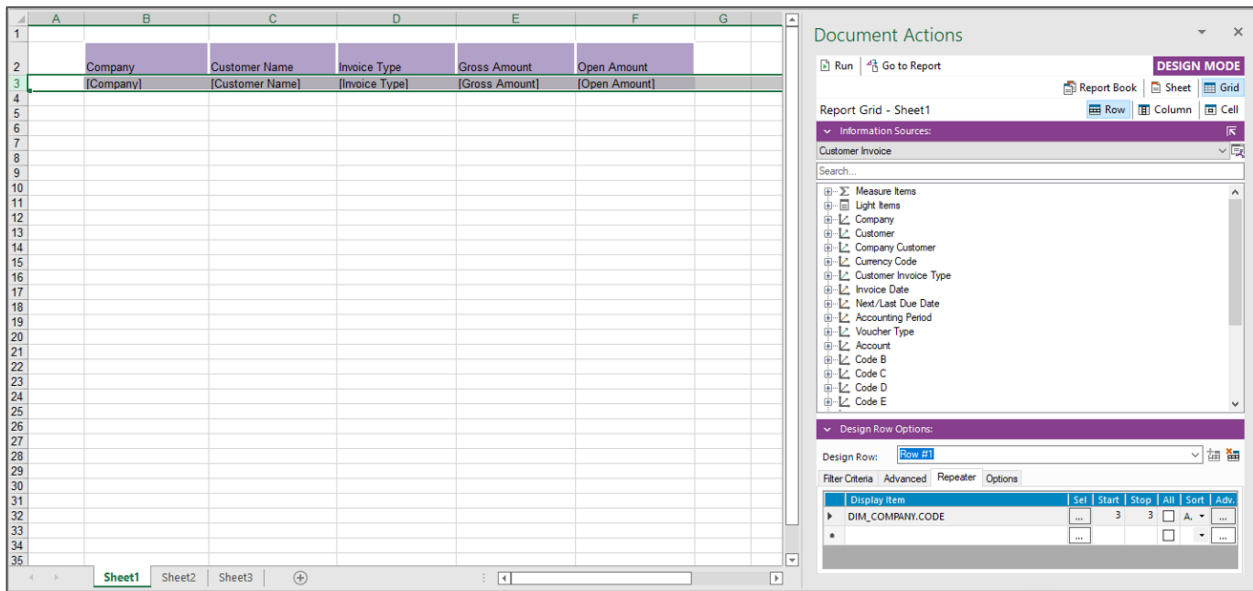 A B C D E F G
1
2 Company Customer Name Invoice Type Gross Amount Open Amount
3 [Company] [Customer Name] [Invoice Type] [Gross Amount] [Open Amount]
4
5
6
7
8
9
10
11
12
13
14
15
16
17
18
19
20
21
22
23
24
25
26
27
28
29
30
31
32
33
34
35
Sheet1 Sheet2 Sheet3
Document Actions
Run Go to Report DESIGN MODE
Report Book Sheet Grid
Report Grid - Sheet1 Row Column Cell
Information Sources:
Customer Invoice
Search...
Measure Items
Light Items
Company
Customer
Company Customer
Currency Code
Customer Invoice Type
Invoice Date
Next/Last Due Date
Accounting Period
Voucher Type
Account
Code B
Code C
Code D
Code E
Design Row Options:
Design Row: Row #1
Filter Criteria Advanced Repeater Options
Display Item Sel Start Stop All Sort Adv.
DIM_COMPANY.CODE ... 3 3 A. ...
... ...